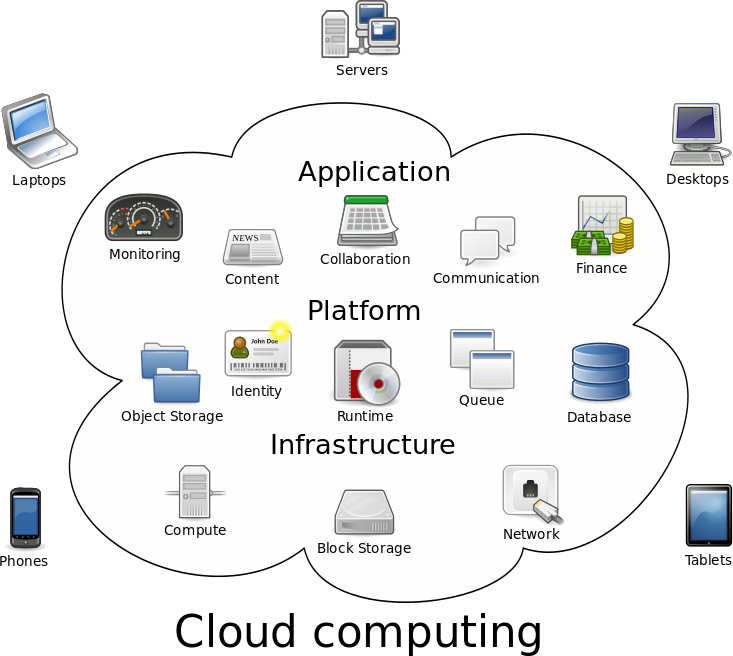 Servers
Laptops
Desktops
Application
Monitoring
NEWS
Content
Collaboration
Communication
Finance
Platform
John Doe
Object Storage
Identity
Runtime
Queue
Database
Infrastructure
Compute
Block Storage
Network
Phones
Tablets
Cloud computing